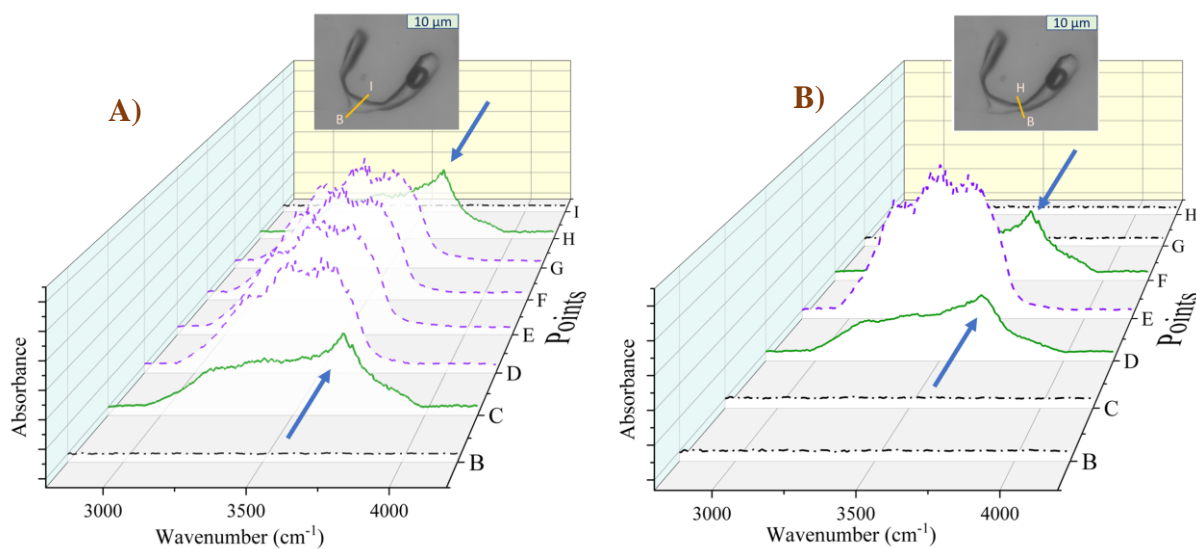 10 μm
I
B
A)
I
H
G
F
E
D
C
B
Points
Absorbance
3000
3500
4000
Wavenumber (cm-1)
10 μm
H
B
B)
H
G
F
E
D
C
B
Points
Absorbance
3000
3500
4000
Wavenumber (cm-1)